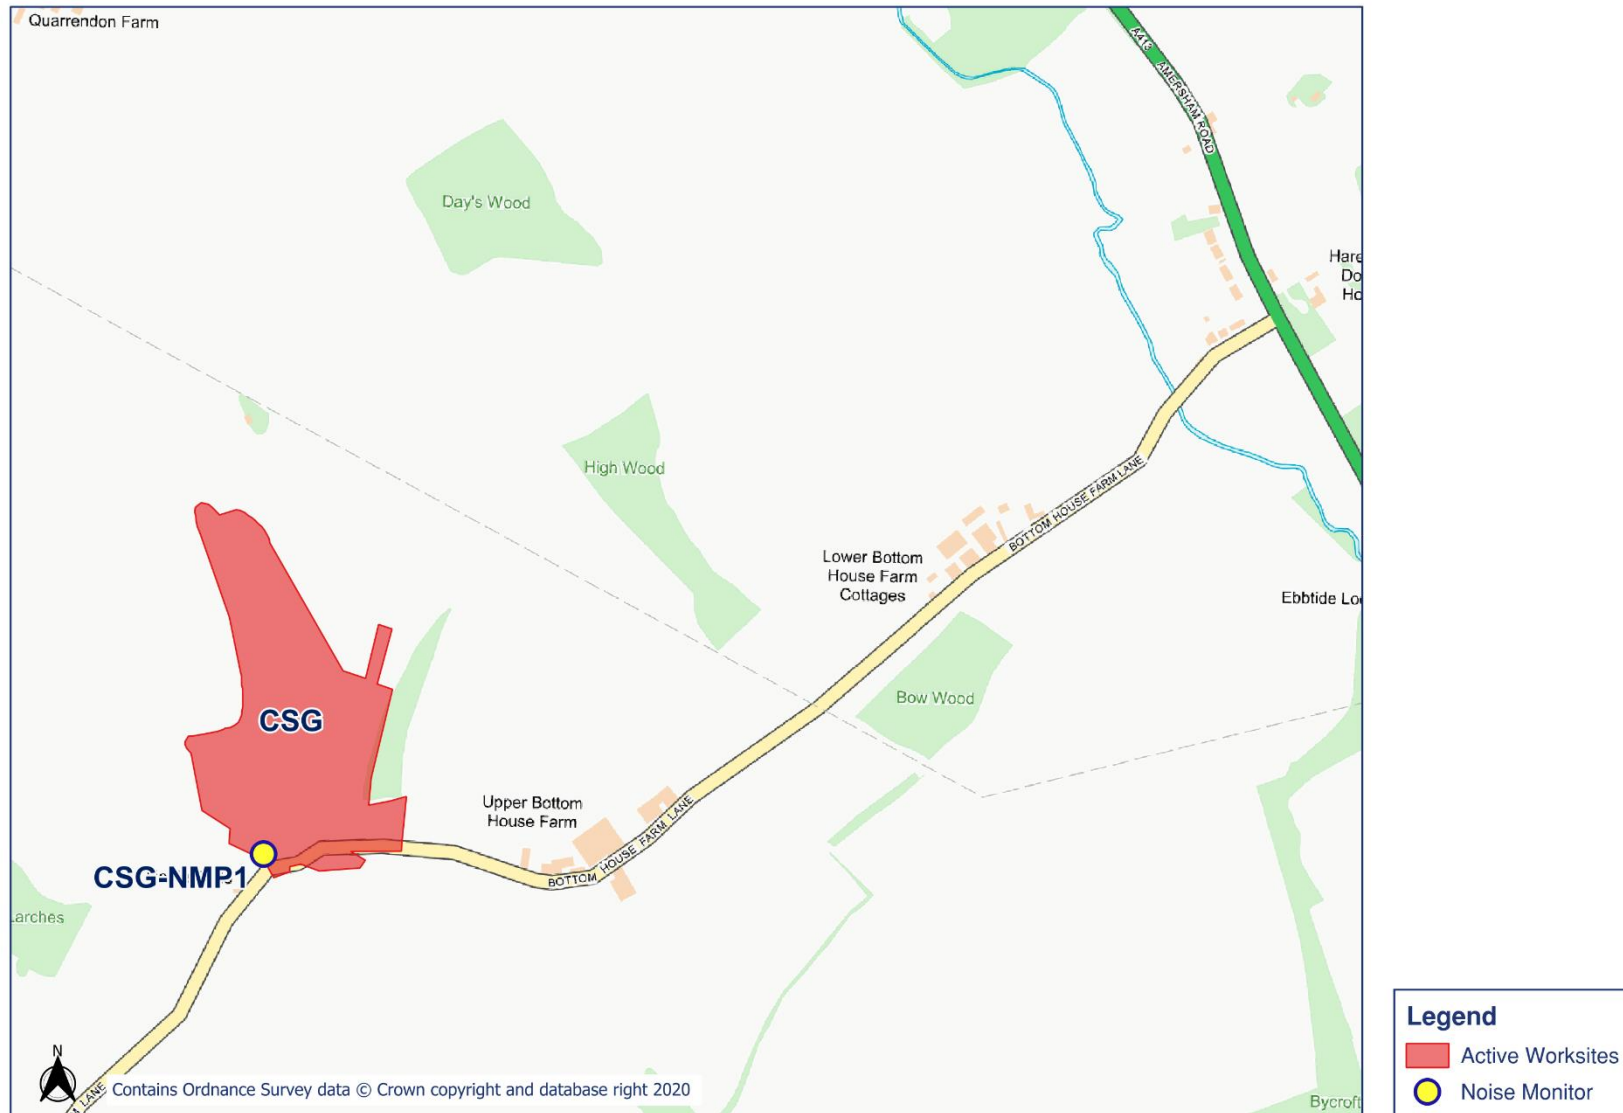 Quarrendon Farm
A413
AMERSHAM ROAD
Day's Wood
Hare
Do
Ho
High Wood
BOTTOM HOUSE FARM LANE
Lower Bottom
House Farm
Cottages
Ebbtide Lo
Bow Wood
CSG
Upper Bottom
House Farm
BOTTOM HOUSE FARM LANE
CSG-NMP1
arches
N
Contains Ordnance Survey data © Crown copyright and database right 2020
LANE
Bycroft
Legend
Active Worksites
Noise Monitor